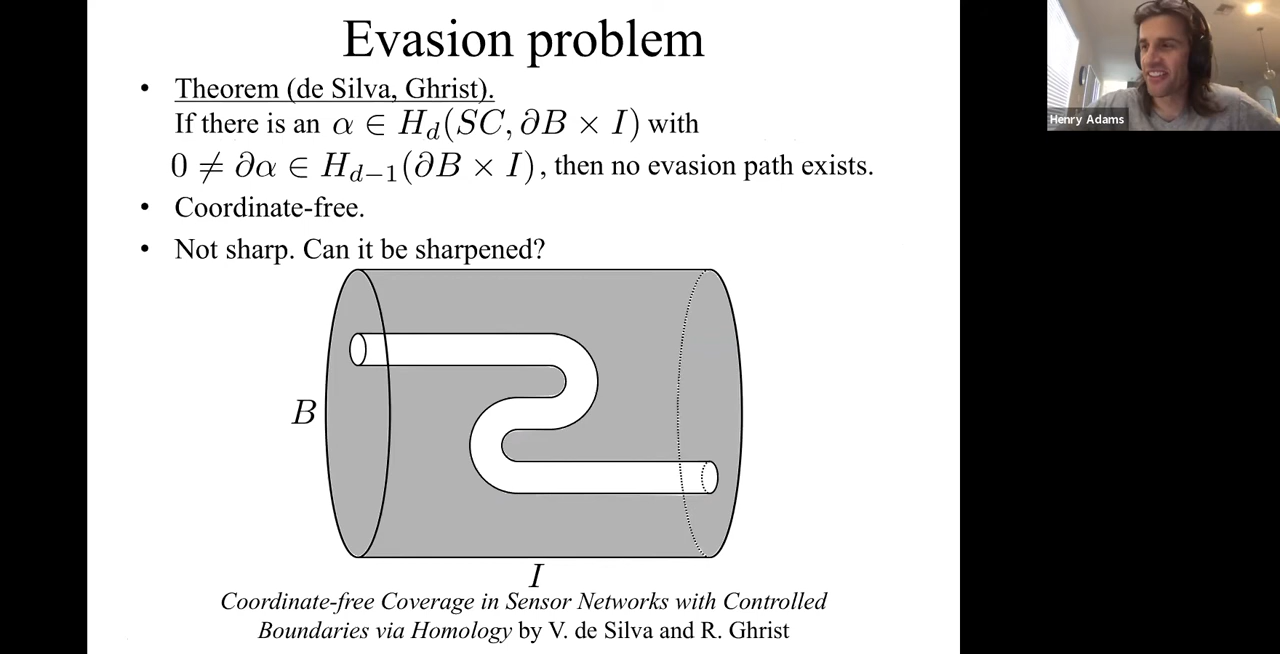 Evasion problem
• Theorem (de Silva, Ghrist).
If there is an α ∈ H_d(SC, ∂B × I) with
0 ≠ ∂α ∈ H_{d−1}(∂B × I), then no evasion path exists.
• Coordinate-free.
• Not sharp. Can it be sharpened?
B
I
Coordinate-free Coverage in Sensor Networks with Controlled
Boundaries via Homology by V. de Silva and R. Ghrist
Henry Adams